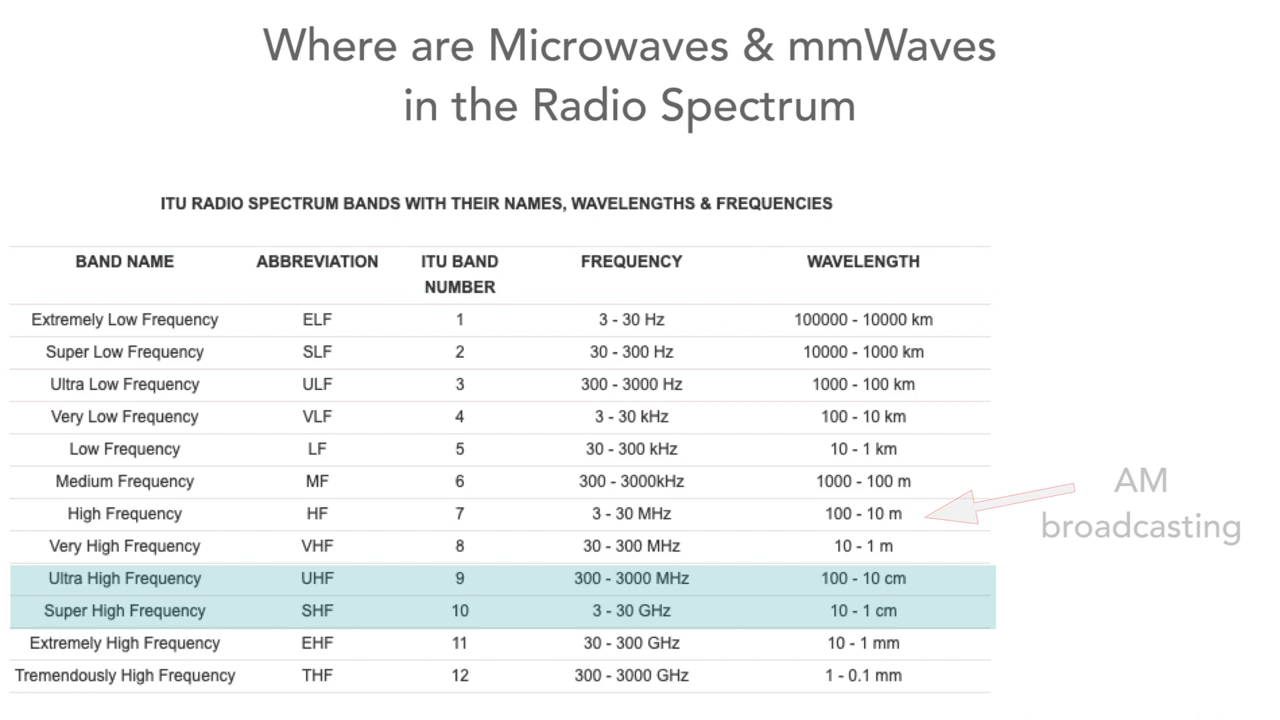 Where are Microwaves & mmWaves
in the Radio Spectrum
ITU RADIO SPECTRUM BANDS WITH THEIR NAMES, WAVELENGTHS & FREQUENCIES
BAND NAME ABBREVIATION ITU BAND NUMBER FREQUENCY WAVELENGTH
Extremely Low Frequency ELF 1 3 - 30 Hz 100000 - 10000 km
Super Low Frequency SLF 2 30 - 300 Hz 10000 - 1000 km
Ultra Low Frequency ULF 3 300 - 3000 Hz 1000 - 100 km
Very Low Frequency VLF 4 3 - 30 kHz 100 - 10 km
Low Frequency LF 5 30 - 300 kHz 10 - 1 km
Medium Frequency MF 6 300 - 3000kHz 1000 - 100 m
High Frequency HF 7 3 - 30 MHz 100 - 10 m
Very High Frequency VHF 8 30 - 300 MHz 10 - 1 m
Ultra High Frequency UHF 9 300 - 3000 MHz 100 - 10 cm
Super High Frequency SHF 10 3 - 30 GHz 10 - 1 cm
Extremely High Frequency EHF 11 30 - 300 GHz 10 - 1 mm
Tremendously High Frequency THF 12 300 - 3000 GHz 1 - 0.1 mm
AM
broadcasting